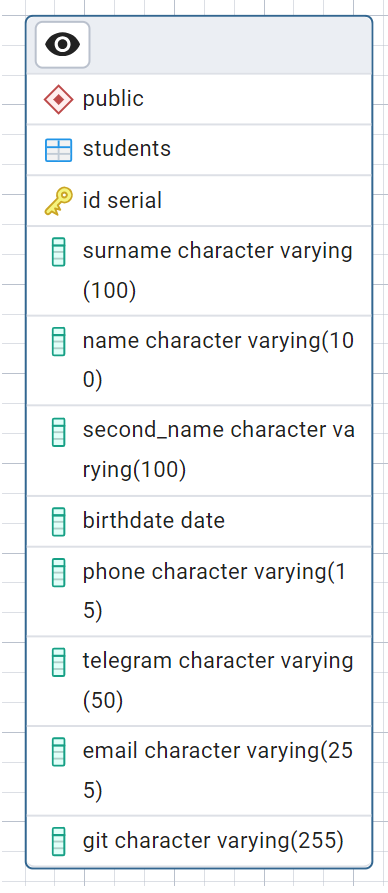 public
students
id serial
surname character varying
(100)
name character varying(10
0)
second_name character va
rying(100)
birthdate date
phone character varying(1
5)
telegram character varying
(50)
email character varying(25
5)
git character varying(255)